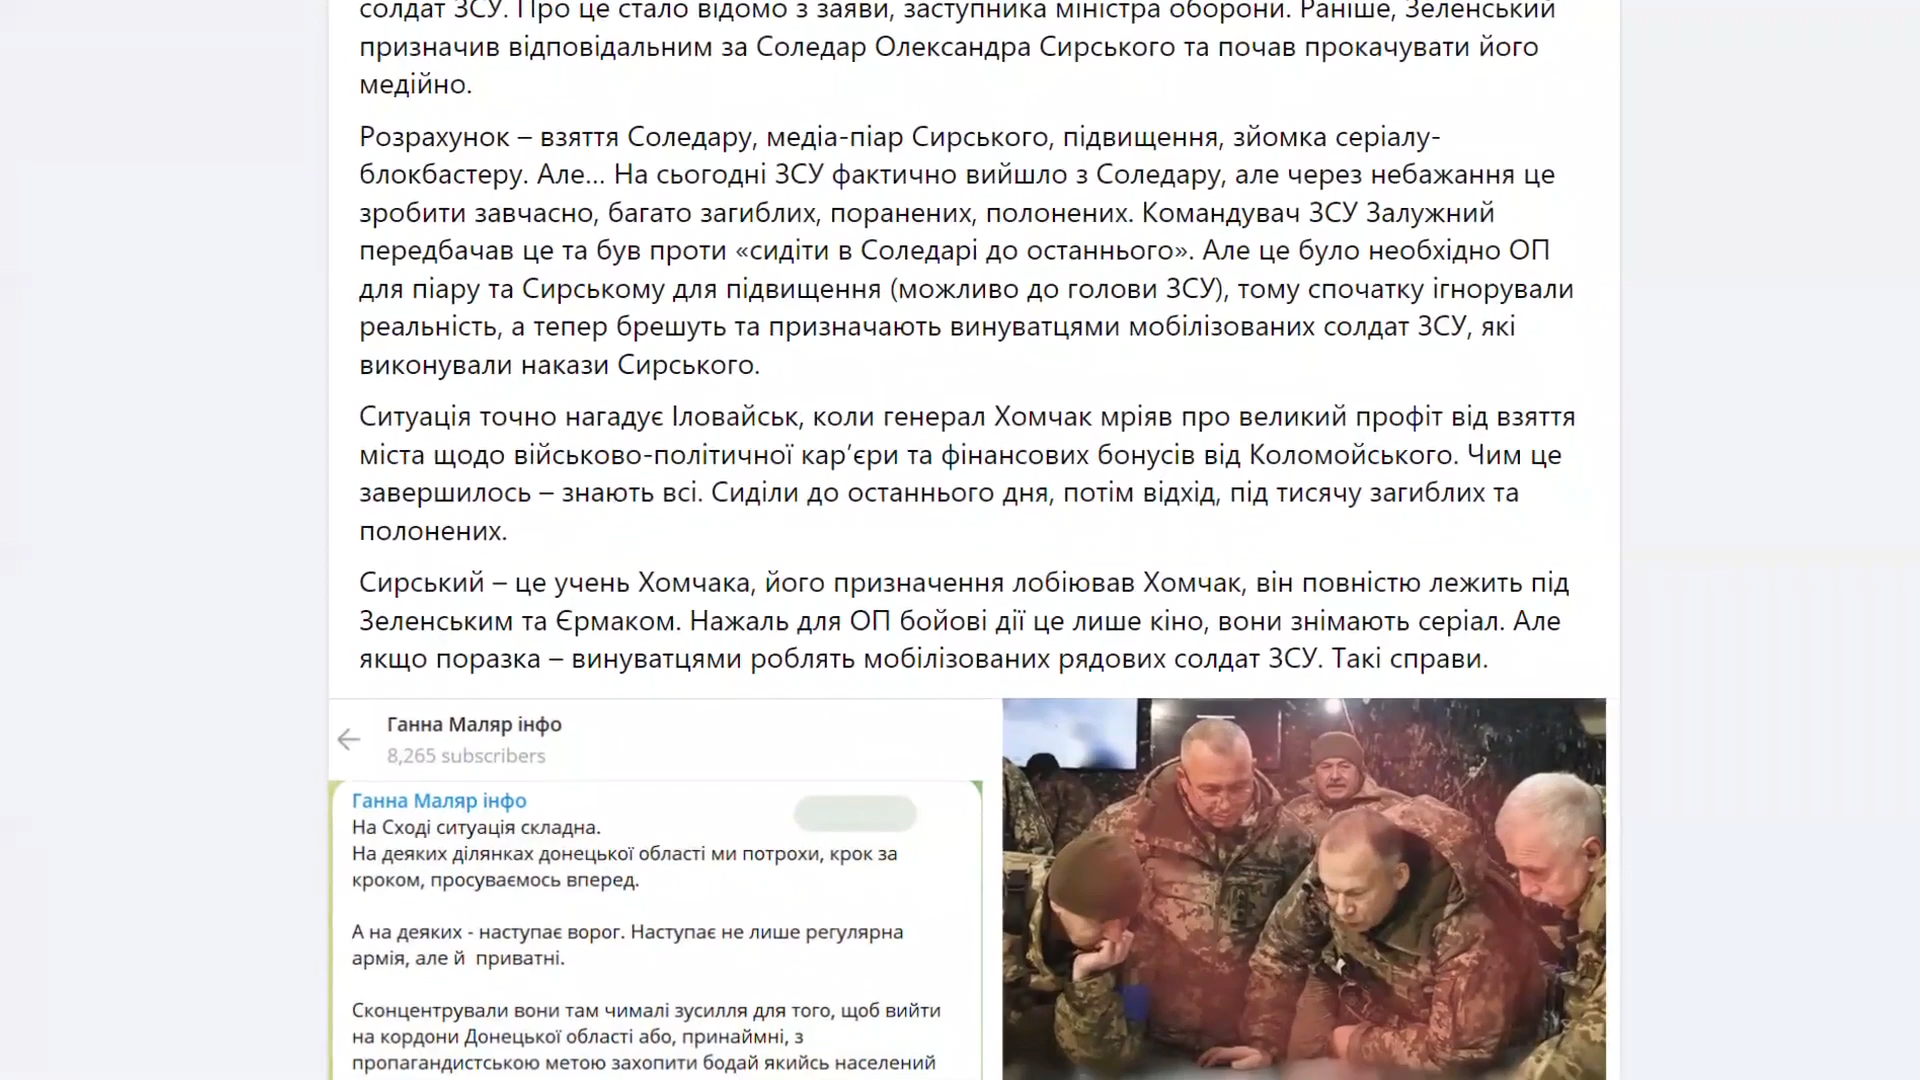 солдат ЗСУ. Про це стало відомо з заяви, заступника міністра оборони. Раніше, Зеленський
призначив відповідальним за Соледар Олександра Сирського та почав прокачувати його
медійно.
Розрахунок – взяття Соледару, медіа-піар Сирського, підвищення, зйомка серіалу-
блокбастеру. Але... На сьогодні ЗСУ фактично вийшло з Соледару, але через небажання це
зробити завчасно, багато загиблих, поранених, полонених. Командувач ЗСУ Залужний
передбачав це та був проти «сидіти в Соледарі до останнього». Але це було необхідно ОП
для піару та Сирському для підвищення (можливо до голови ЗСУ), тому спочатку ігнорували
реальність, а тепер брешуть та призначають винуватцями мобілізованих солдат ЗСУ, які
виконували накази Сирського.
Ситуація точно нагадує Іловайськ, коли генерал Хомчак мріяв про великий профіт від взяття
міста щодо військово-політичної кар’єри та фінансових бонусів від Коломойського. Чим це
завершилось – знають всі. Сиділи до останнього дня, потім відхід, під тисячу загиблих та
полонених.
Сирський – це учень Хомчака, його призначення лобіював Хомчак, він повністю лежить під
Зеленським та Єрмаком. Нажаль для ОП бойові дії це лише кіно, вони знімають серіал. Але
якщо поразка – винуватцями роблять мобілізованих рядових солдат ЗСУ. Такі справи.
Ганна Маляр інфо
8,265 subscribers
Ганна Маляр інфо
На Сході ситуація складна.
На деяких ділянках донецької області ми потрохи, крок за
кроком, просуваємось вперед.
А на деяких - наступає ворог. Наступає не лише регулярна
армія, але й  приватні.
Сконцентрували вони там чималі зусилля для того, щоб вийти
на кордони Донецької області або, принаймні, з
пропагандистською метою захопити бодай якийсь населений